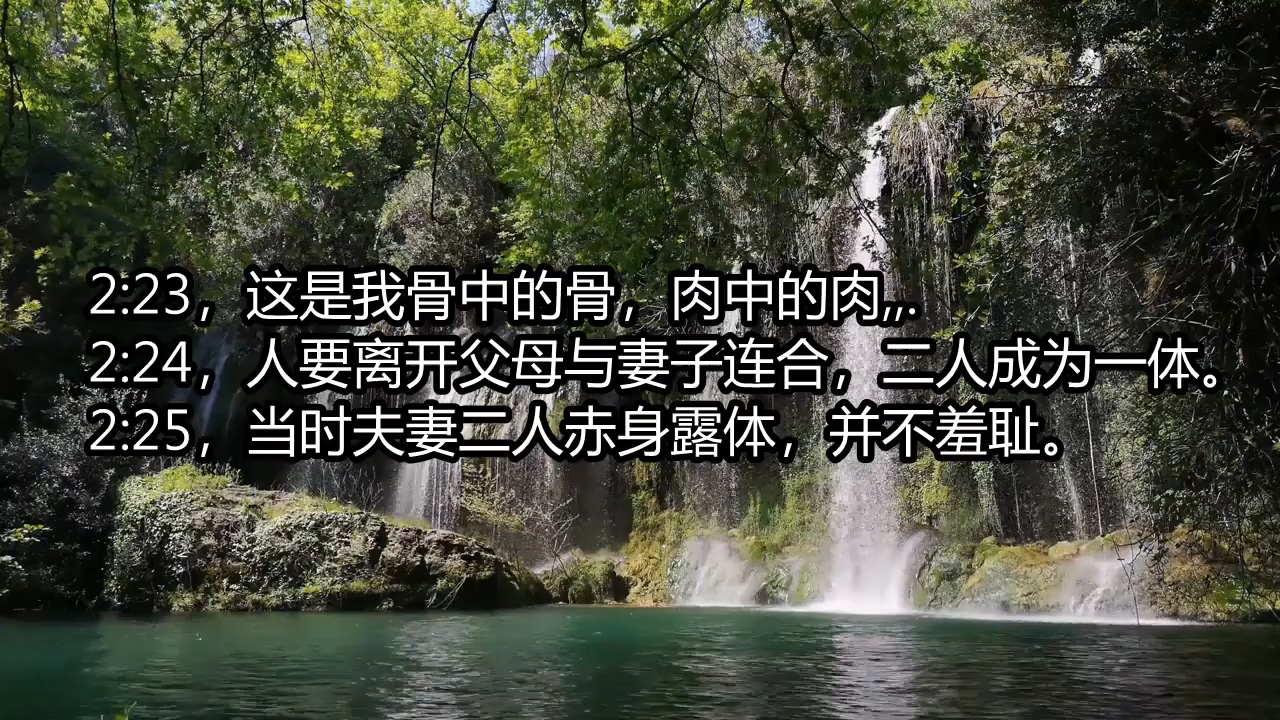 2:23，这是我骨中的骨，肉中的肉,,.
2:24，人要离开父母与妻子连合，二人成为一体。
2:25，当时夫妻二人赤身露体，并不羞耻。